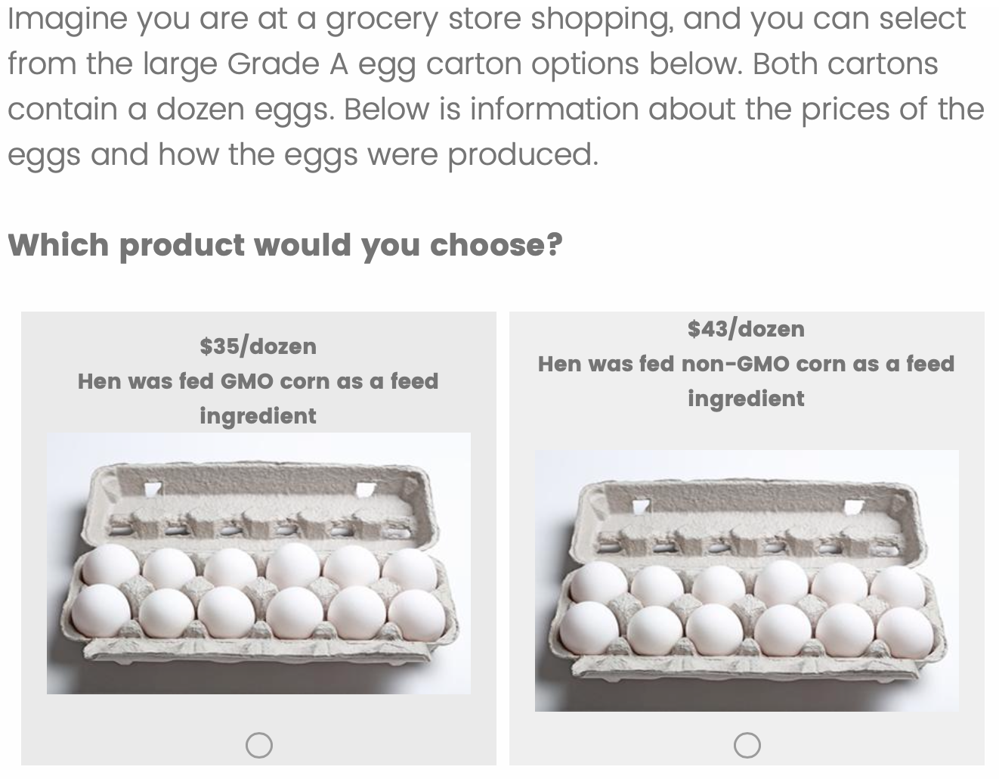 Imagine you are at a grocery store shopping, and you can select
from the large Grade A egg carton options below. Both cartons
contain a dozen eggs. Below is information about the prices of the
eggs and how the eggs were produced.
Which product would you choose?
$35/dozen
Hen was fed GMO corn as a feed
ingredient
$43/dozen
Hen was fed non-GMO corn as a feed
ingredient